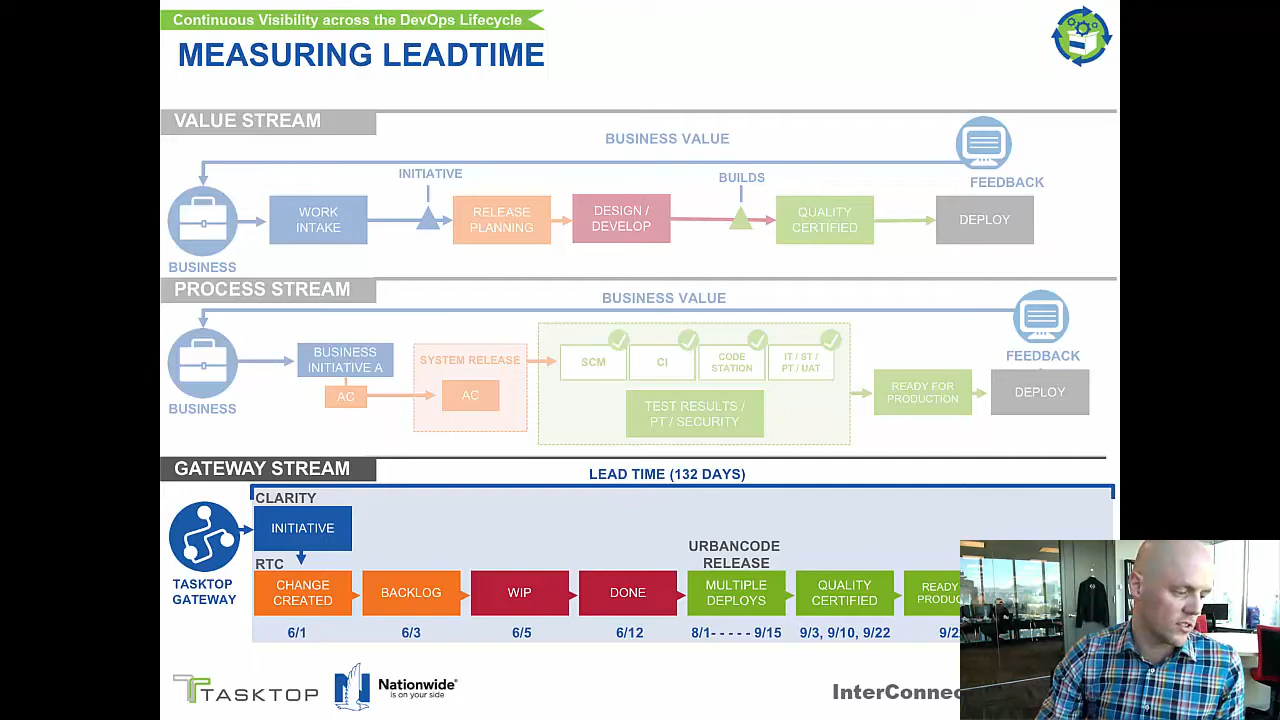 Continuous Visibility across the DevOps Lifecycle
MEASURING LEADTIME
VALUE STREAM
BUSINESS VALUE
INITIATIVE
BUILDS
FEEDBACK
WORK
INTAKE
RELEASE
PLANNING
DESIGN /
DEVELOP
QUALITY
CERTIFIED
DEPLOY
BUSINESS
PROCESS STREAM
BUSINESS VALUE
FEEDBACK
BUSINESS
INITIATIVE A
AC
SYSTEM RELEASE
AC
SCM
CI
CODE
STATION
IT / ST /
PT / UAT
TEST RESULTS /
PT / SECURITY
READY FOR
PRODUCTION
DEPLOY
BUSINESS
GATEWAY STREAM
LEAD TIME (132 DAYS)
CLARITY
INITIATIVE
RTC
URBANCODE
RELEASE
TASKTOP
GATEWAY
CHANGE
CREATED
BACKLOG
WIP
DONE
MULTIPLE
DEPLOYS
QUALITY
CERTIFIED
READY
PRODUC
6/1
6/3
6/5
6/12
8/1- - - - - 9/15
9/3, 9/10, 9/22
9/2
TASKTOP
Nationwide
is on your side
InterConnec